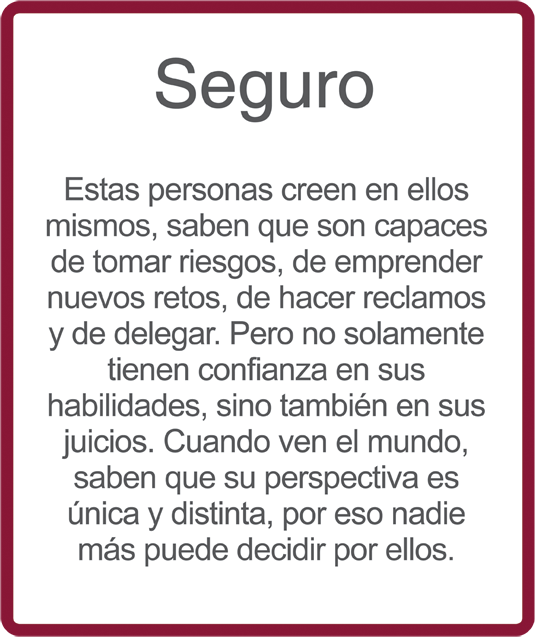 Seguro
Estas personas creen en ellos
mismos, saben que son capaces
de tomar riesgos, de emprender
nuevos retos, de hacer reclamos
y de delegar. Pero no solamente
tienen confianza en sus
habilidades, sino también en sus
juicios. Cuando ven el mundo,
saben que su perspectiva es
única y distinta, por eso nadie
más puede decidir por ellos.